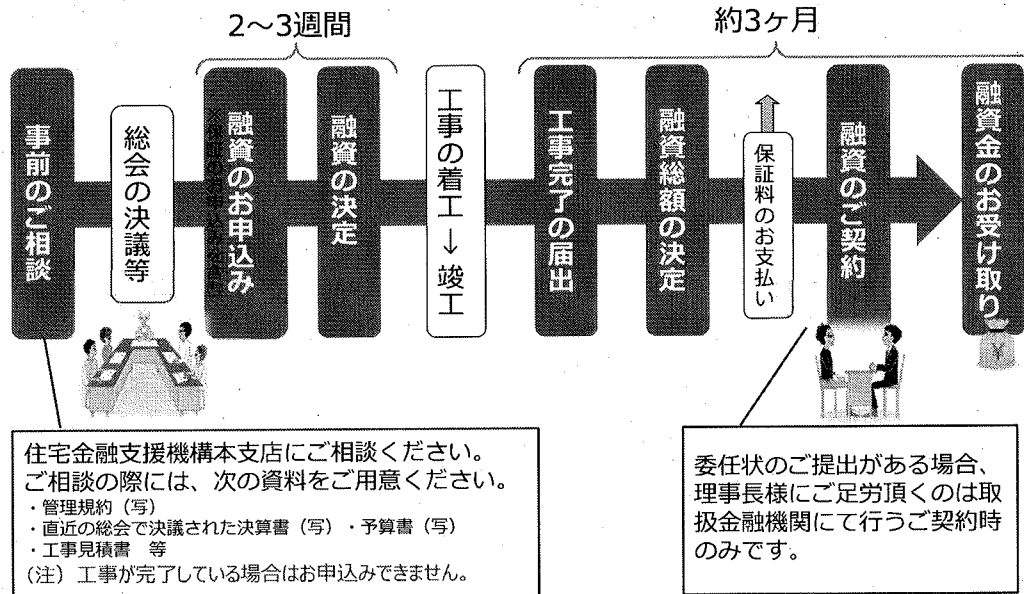 2～3週間
約3ヶ月
事前のご相談
総会の決議等
融資のお申込み
融資の決定
工事の着工→竣工
工事完了の届出
融資総額の決定
保証料のお支払い
融資のご契約
融資金のお受け取り
¥
住宅金融支援機構本支店にご相談ください。
ご相談の際には、次の資料をご用意ください。
・管理規約（写）
・直近の総会で決議された決算書（写）・予算書（写）
・工事見積書　等
（注）工事が完了している場合はお申込みできません。
委任状のご提出がある場合、
理事長様にご足労頂くのは取
扱金融機関にて行うご契約時
のみです。